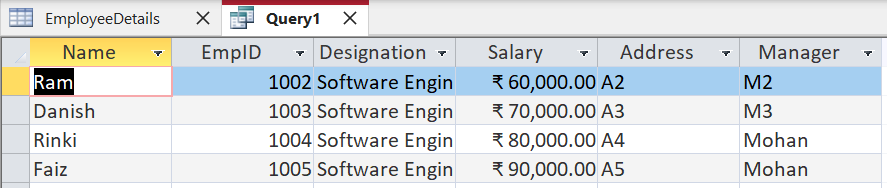 EmployeeDetails Query1
Name EmpID Designation Salary Address Manager
Ram 1002 Software Engin ₹ 60,000.00 A2 M2
Danish 1003 Software Engin ₹ 70,000.00 A3 M3
Rinki 1004 Software Engin ₹ 80,000.00 A4 Mohan
Faiz 1005 Software Engin ₹ 90,000.00 A5 Mohan